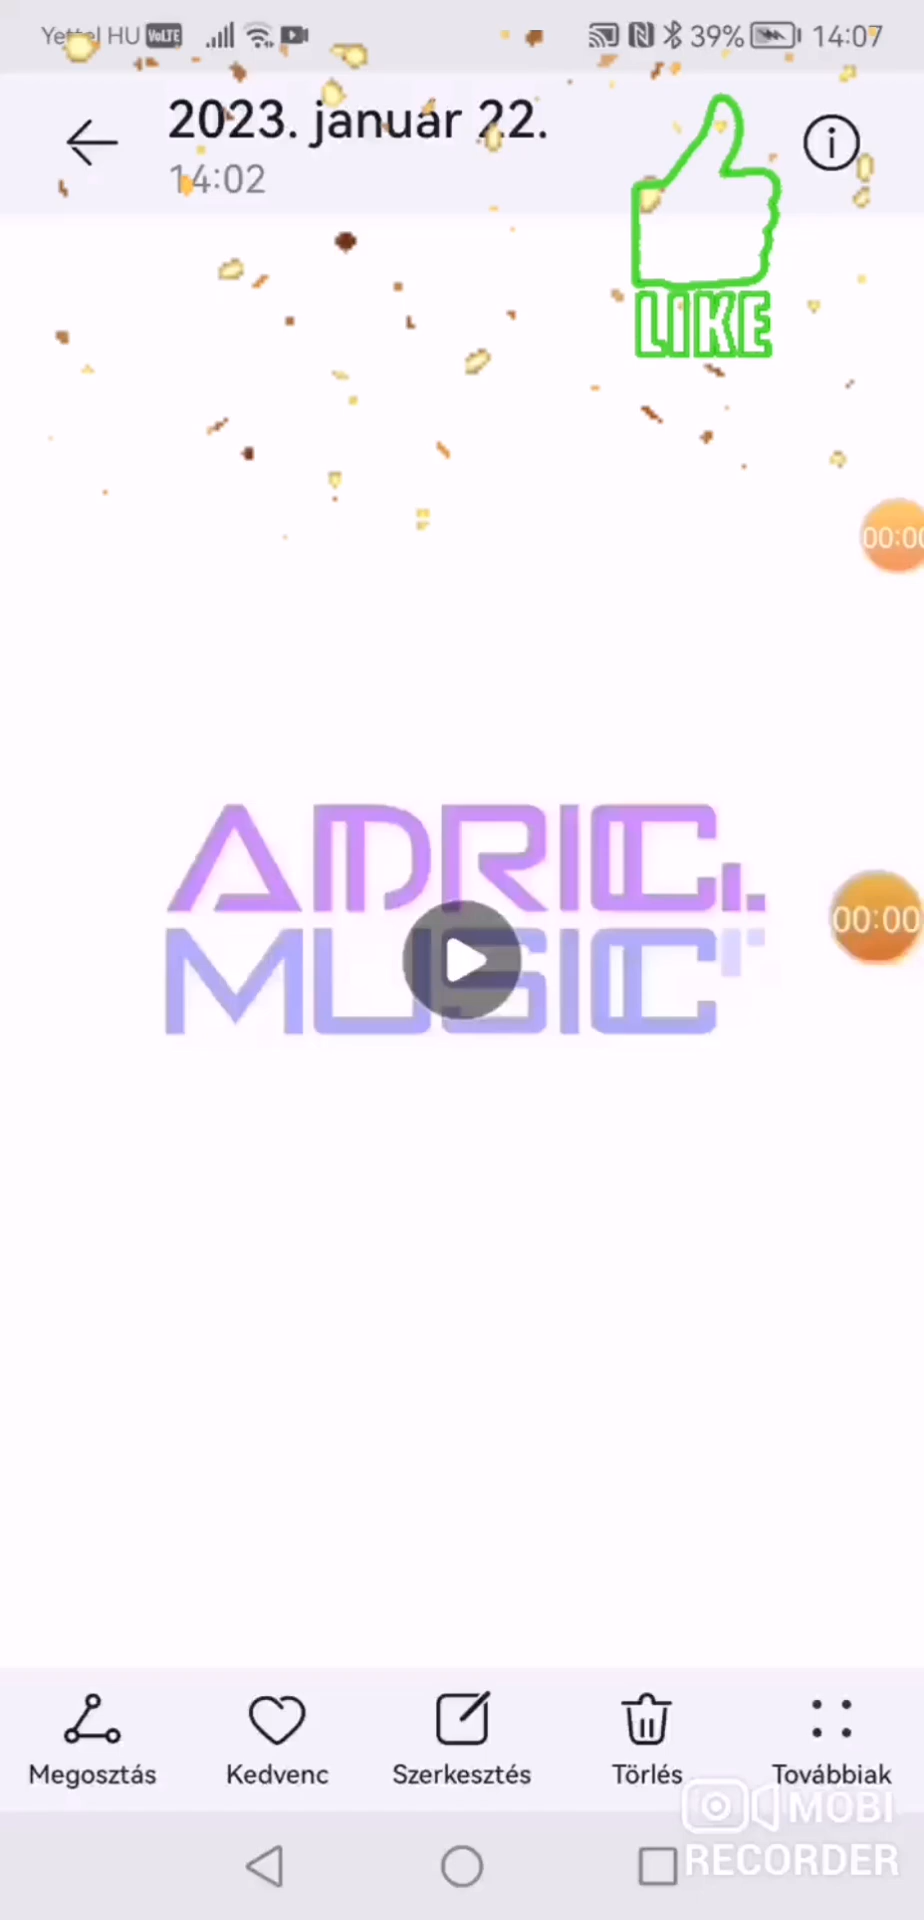 Yettel HU VoLTE 39% 14:07
2023. január 22.
14:02
LIKE
00:00
ADRIC.
MUSIC
00:00
Megosztás Kedvenc Szerkesztés Törlés Továbbiak
MOBI
RECORDER